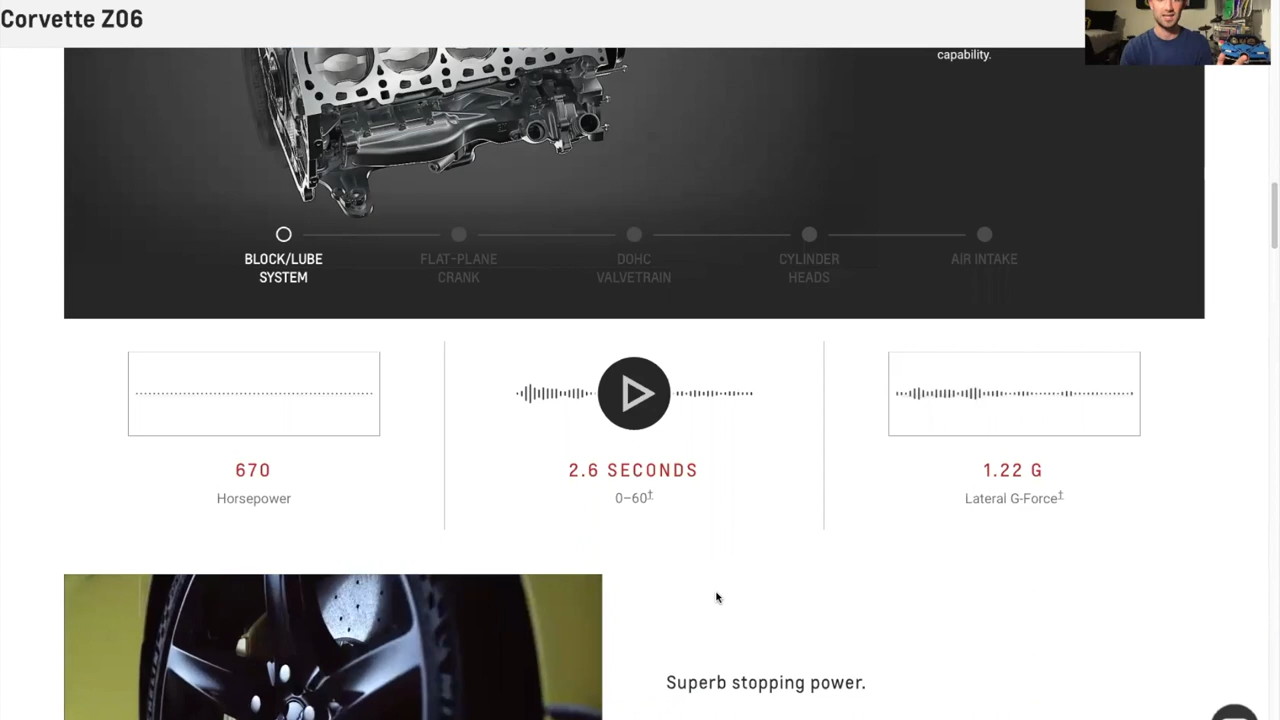 Corvette Z06
capability.
BLOCK/LUBE
SYSTEM
FLAT-PLANE
CRANK
DOHC
VALVETRAIN
CYLINDER
HEADS
AIR INTAKE
670
Horsepower
2.6 SECONDS
0–60†
1.22 G
Lateral G-Force†
Superb stopping power.